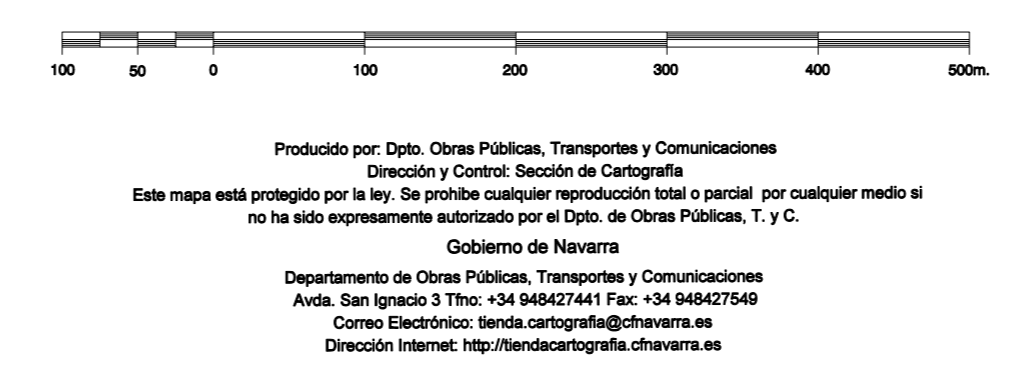 100 50 0 100 200 300 400 500m.
Producido por: Dpto. Obras Públicas, Transportes y Comunicaciones
Dirección y Control: Sección de Cartografía
Este mapa está protegido por la ley. Se prohibe cualquier reproducción total o parcial por cualquier medio si
no ha sido expresamente autorizado por el Dpto. de Obras Públicas, T. y C.
Gobierno de Navarra
Departamento de Obras Públicas, Transportes y Comunicaciones
Avda. San Ignacio 3 Tfno: +34 948427441 Fax: +34 948427549
Correo Electrónico: tienda.cartografia@cfnavarra.es
Dirección Internet: http://tiendacartografia.cfnavarra.es